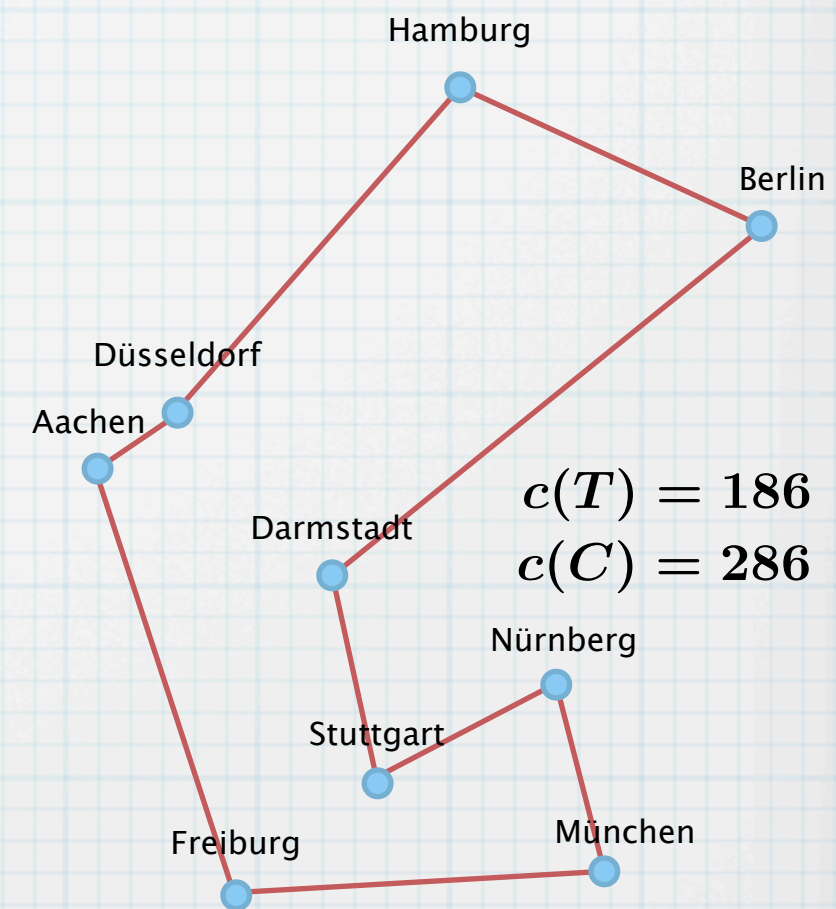 Hamburg
Berlin
Düsseldorf
Aachen
c(T) = 186
Darmstadt
c(C) = 286
Nürnberg
Stuttgart
München
Freiburg